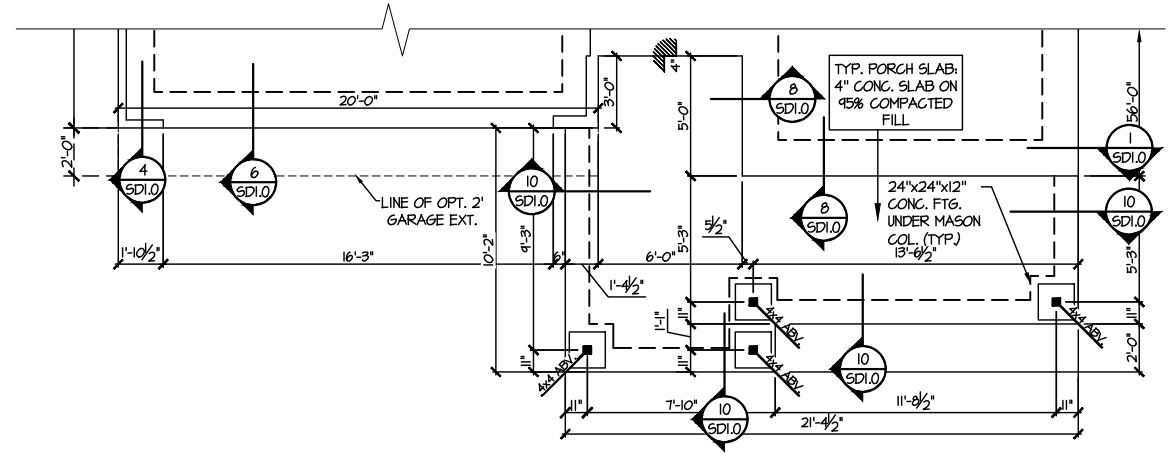 20'-0"
3'-0"
4"
5'-0"
8
SD1.0
TYP. PORCH SLAB:
4" CONC. SLAB ON
95% COMPACTED
FILL
56'-0"
1
SD1.0
2'-0"
4
SD1.0
6
SD1.0
10
SD1.0
LINE OF OPT. 2'
GARAGE EXT.
8
SD1.0
24"x24"x12"
CONC. FTG.
UNDER MASON
COL. (TYP.)
10
SD1.0
1'-10½"
16'-3"
10'-2"
9'-3"
6"
6'-0"
5'-3"
5½"
13'-6½"
5'-3"
1'-4½"
1'-1"
11"
4x4 ABV.
11"
4x4 ABV.
2'-0"
11"
4x4 ABV.
11"
4x4 ABV.
10
SD1.0
11"
7'-10"
10
SD1.0
11'-8½"
11"
21'-4½"